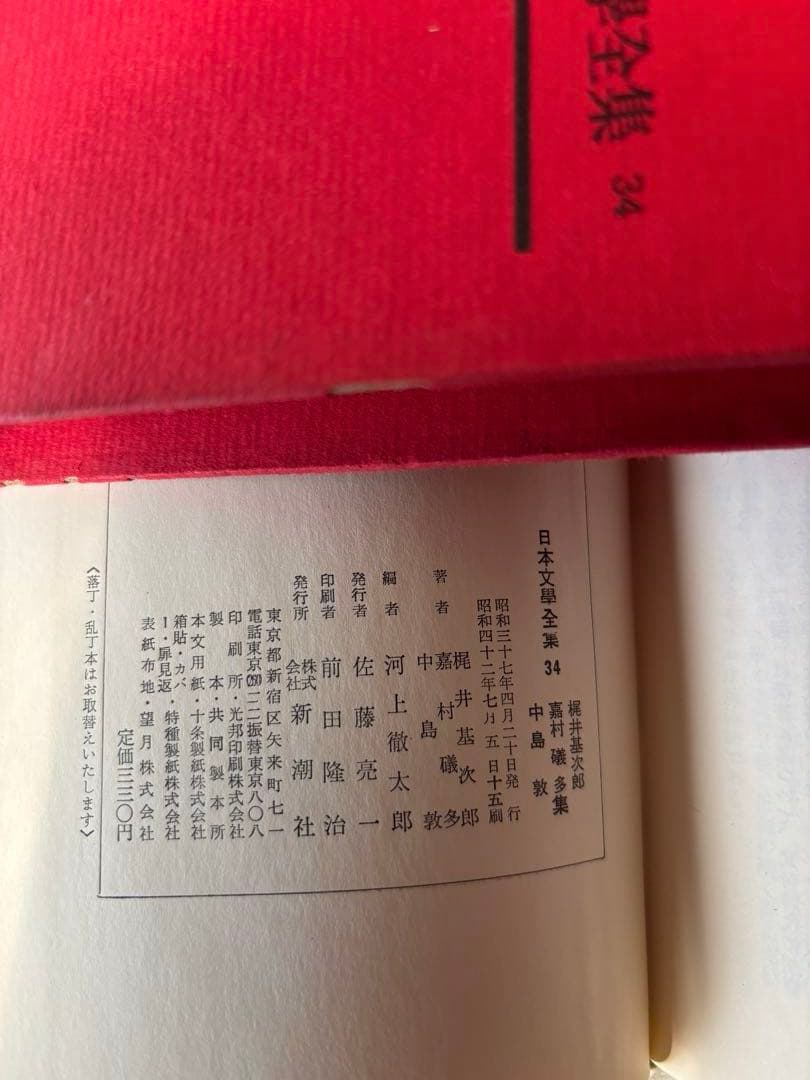 學全集 34
日本文學全集 34
梶井基次郎
嘉村礒多集
中島敦
昭和三十七年四月二十日発行
昭和四十二年七月五日十五刷
著者
梶井基次郎
嘉村礒多
中島敦
編者 河上徹太郎
発行者 佐藤亮一
印刷者 前田隆治
発行所 株式会社 新潮社
東京都新宿区矢来町七一
振替東京八〇八
印刷所・光邦印刷株式会社
製本・共同製本所
本文用紙・十条製紙株式会社
箱貼・カバー・扉見返・特種製紙株式会社
表紙布地・望月株式会社
定価三三〇円
〈落丁・乱丁本はお取替えいたします〉